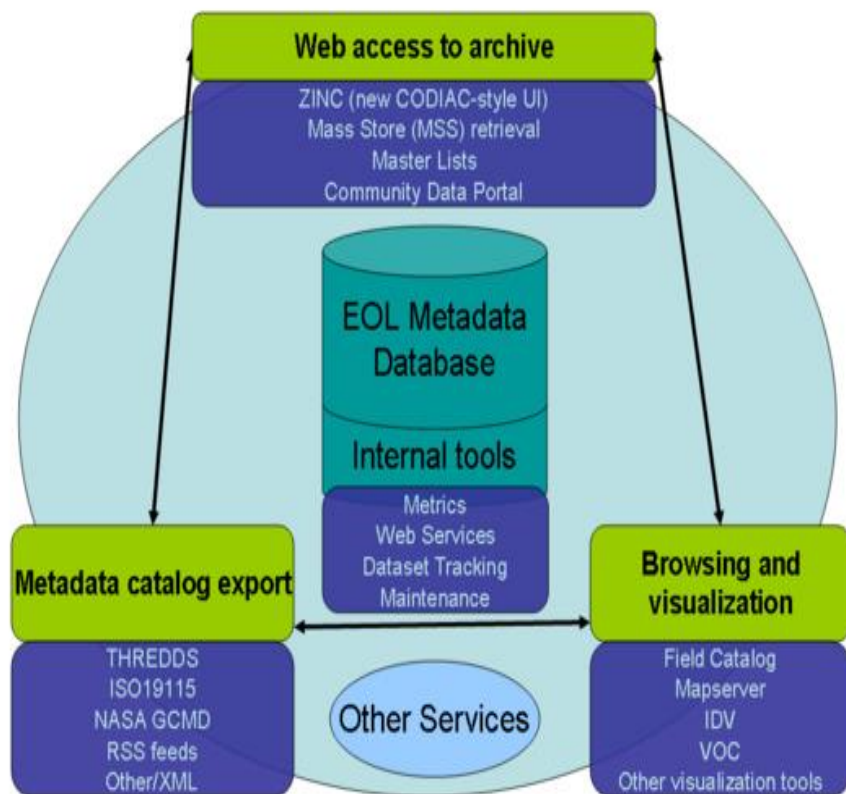 Web access to archive
ZINC (new CODIAC-style UI)
Mass Store (MSS) retrieval
Master Lists
Community Data Portal
EOL Metadata
Database
Internal tools
Metrics
Web Services
Dataset Tracking
Maintenance
Metadata catalog export
THREDDS
ISO19115
NASA GCMD
RSS feeds
Other/XML
Other Services
Browsing and
visualization
Field Catalog
Mapserver
IDV
VOC
Other visualization tools